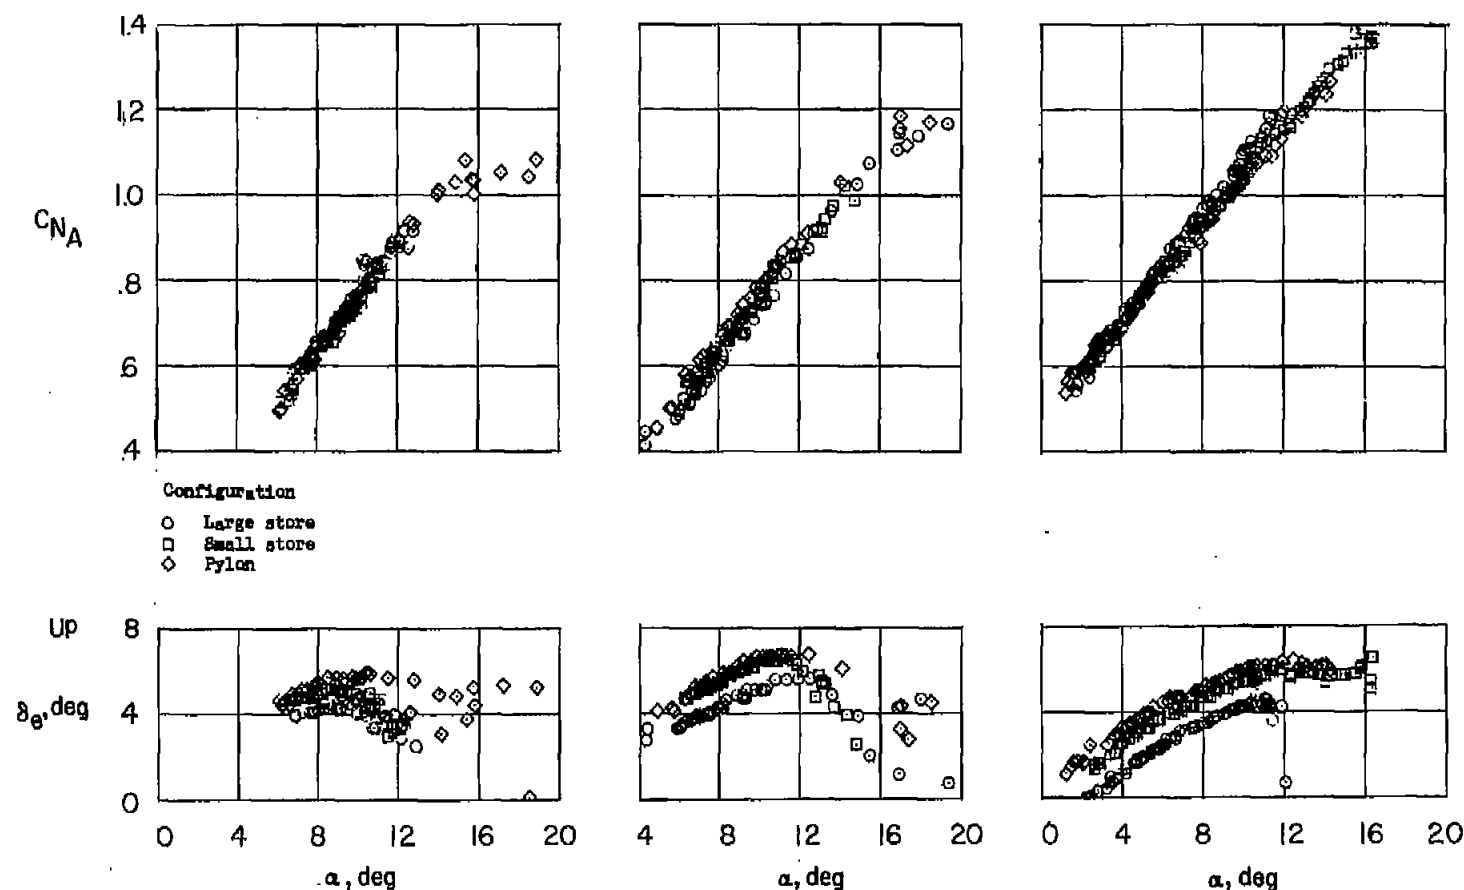 1.4
1.2
1.0
.8
.6
.4
CNA
Configuration
Large store
Small store
Pylon
Up
8
4
0
δe, deg
0 4 8 12 16 20
4 8 12 16 20
0 4 8 12 16 20
α, deg
α, deg
α, deg